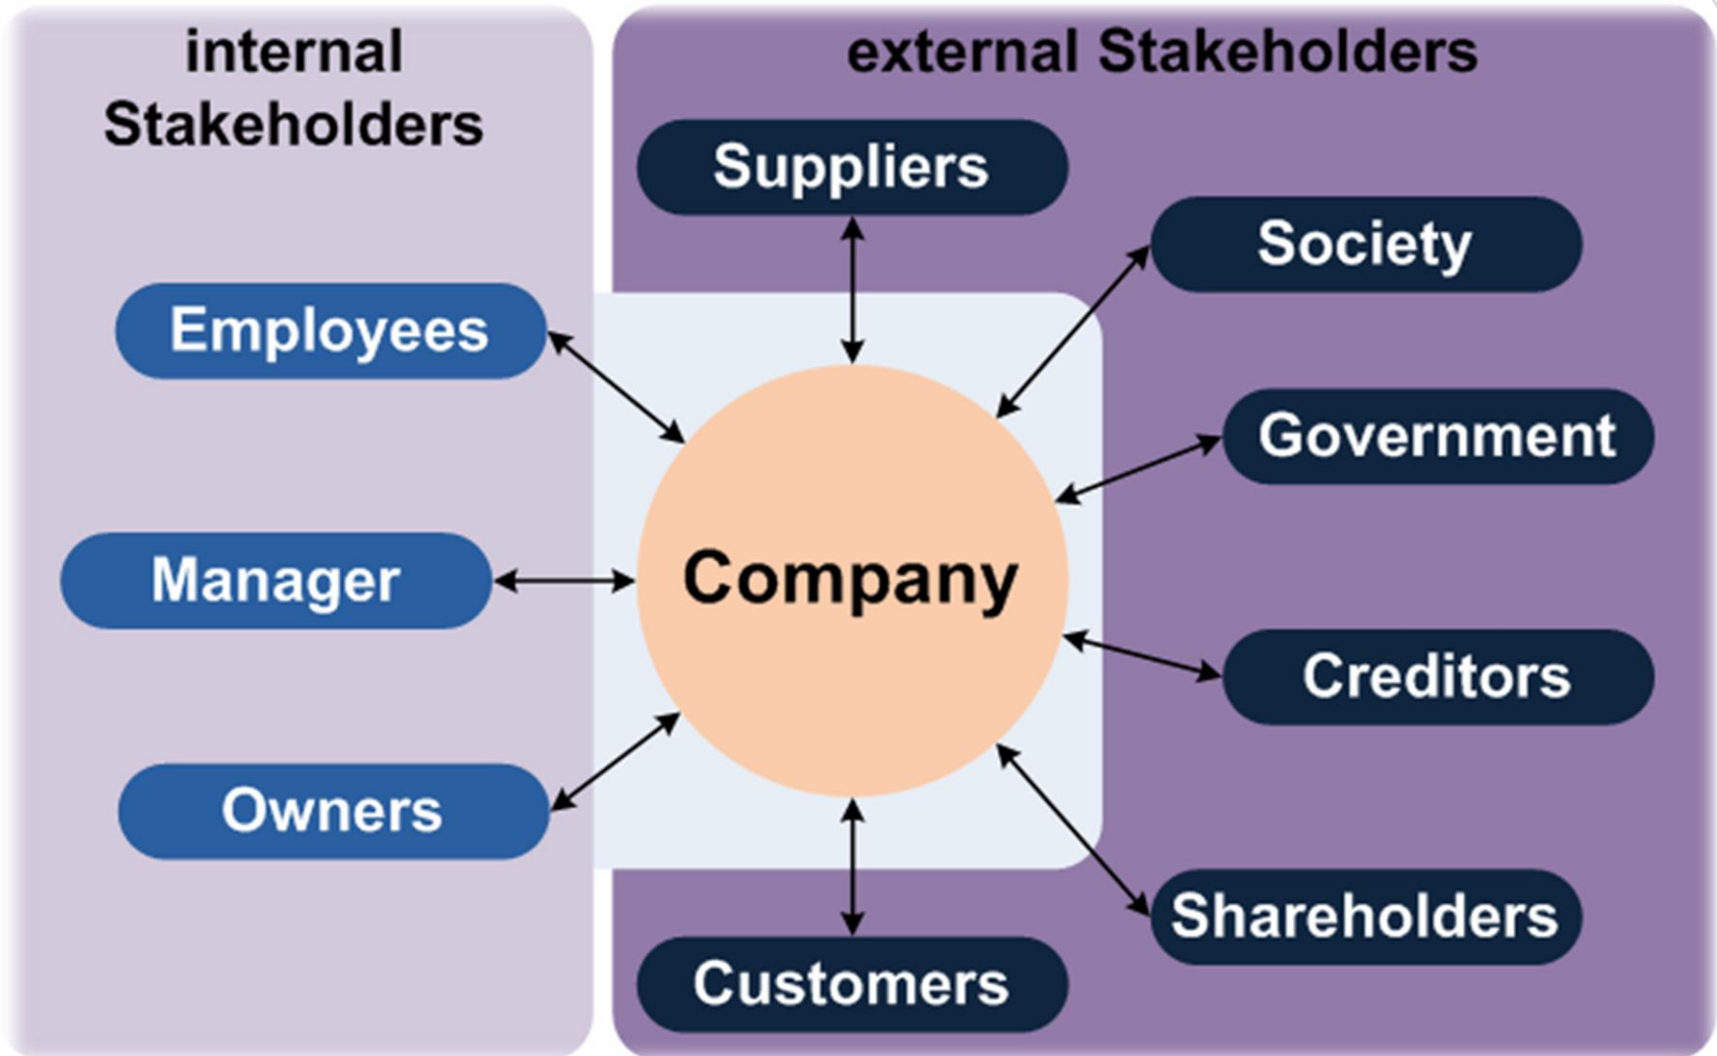 internal
Stakeholders
Employees
Manager
Owners
external Stakeholders
Suppliers
Society
Government
Company
Creditors
Shareholders
Customers